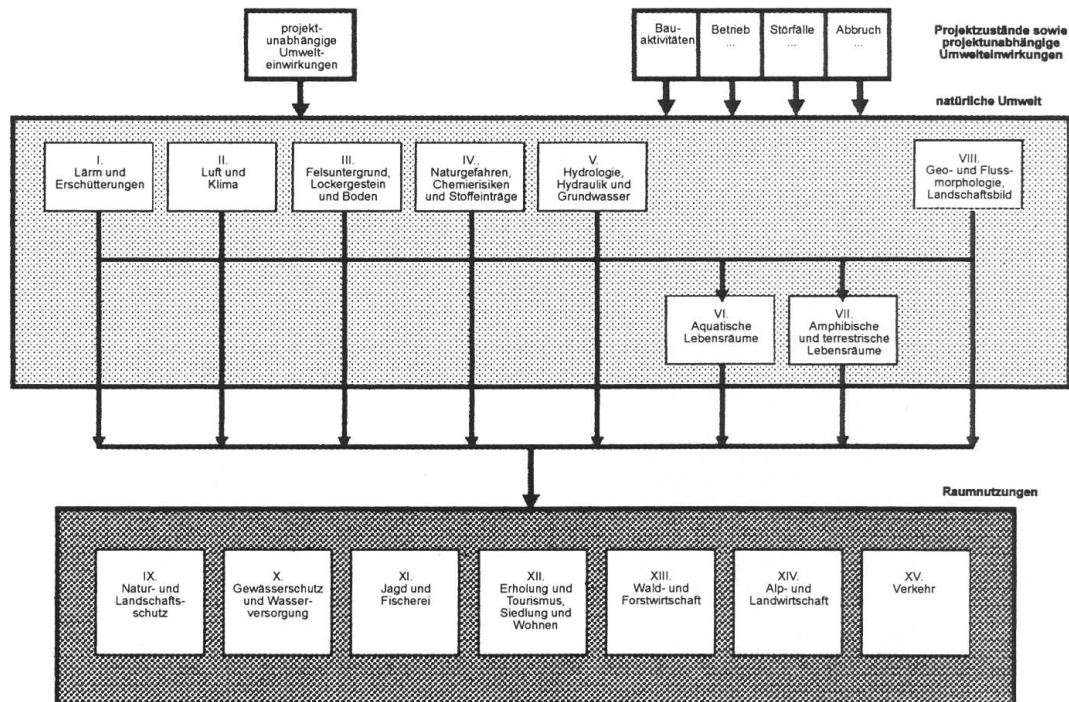 projekt-
unabhängige
Umwelt-
einwirkungen
Bau-
aktivitäten
Betrieb
...
Störfälle
...
Abbruch
...
Projektzustände sowie
projektunabhängige
Umwelteinwirkungen
natürliche Umwelt
I.
Lärm und
Erschütterungen
II.
Luft und
Klima
III.
Felsuntergrund,
Lockergestein
und Boden
IV..
Naturgefahren,
Chemierisiken
und Stoffeinträge
V.
Hydrologie,
Hydraulik und
Grundwasser
VIII.
Geo- und Fluss-
morphologie,
Landschaftsbild
VI.
Aquatische
Lebensräume
VII.
Amphibische
und terrestrische
Lebensräume
Raumnutzungen
IX.
Natur- und
Landschafts-
schutz
X.
Gewässerschutz
und Wasser-
versorgung
XI.
Jagd und
Fischerei
XII.
Erholung und
Tourismus,
Siedlung und
Wohnen
XIII.
Wald- und
Forstwirtschaft
XIV.
Alp- und
Landwirtschaft
XV.
Verkehr